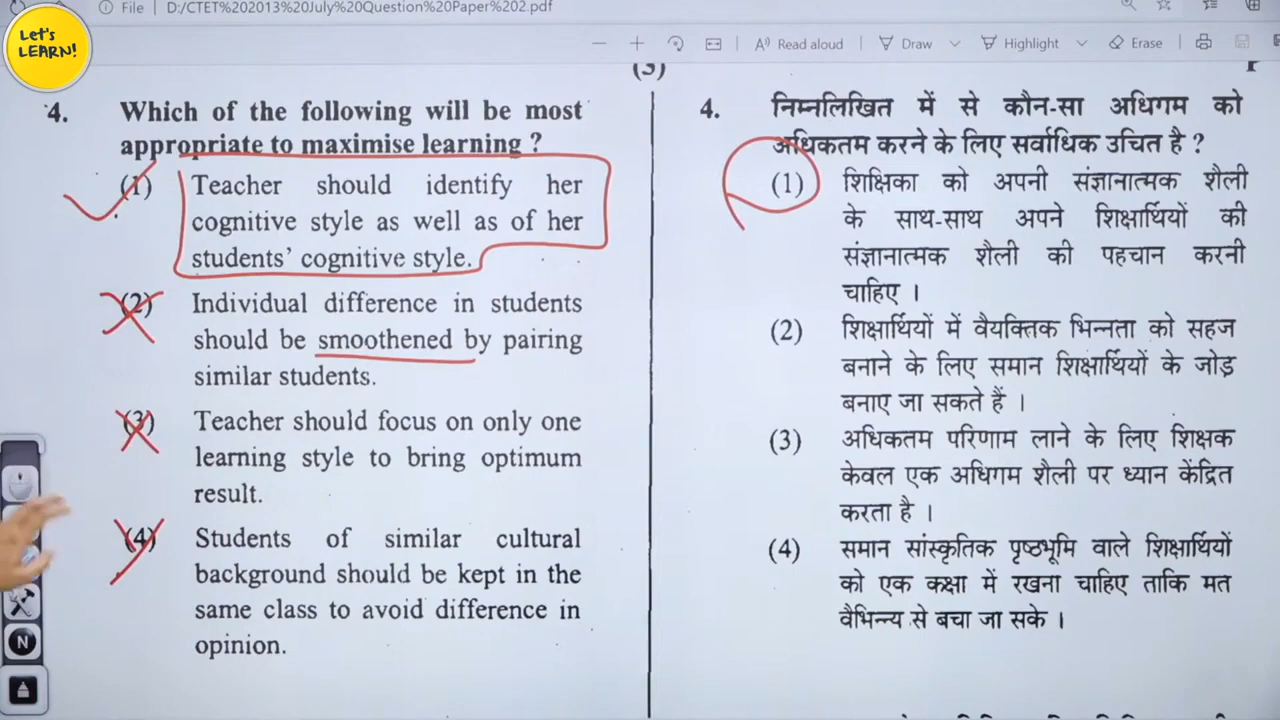 Let's
LEARN!
File | D:/CTET%202013%20July%20Question%20Paper%202.pdf
Read aloud
Draw
Highlight
Erase
(3)
4. Which of the following will be most
appropriate to maximise learning ?
(1) Teacher should identify her
cognitive style as well as of her
students' cognitive style.
(2) Individual difference in students
should be smoothened by pairing
similar students.
(3) Teacher should focus on only one
learning style to bring optimum
result.
(4) Students of similar cultural
background should be kept in the
same class to avoid difference in
opinion.
4. निम्नलिखित में से कौन-सा अधिगम को
अधिकतम करने के लिए सर्वाधिक उचित है ?
(1) शिक्षिका को अपनी संज्ञानात्मक शैली
के साथ-साथ अपने शिक्षार्थियों की
संज्ञानात्मक शैली की पहचान करनी
चाहिए ।
(2) शिक्षार्थियों में वैयक्तिक भिन्नता को सहज
बनाने के लिए समान शिक्षार्थियों के जोड़े
बनाए जा सकते हैं ।
(3) अधिकतम परिणाम लाने के लिए शिक्षक
केवल एक अधिगम शैली पर ध्यान केंद्रित
करता है ।
(4) समान सांस्कृतिक पृष्ठभूमि वाले शिक्षार्थियों
को एक कक्षा में रखना चाहिए ताकि मत
वैभिन्न्य से बचा जा सके ।
N